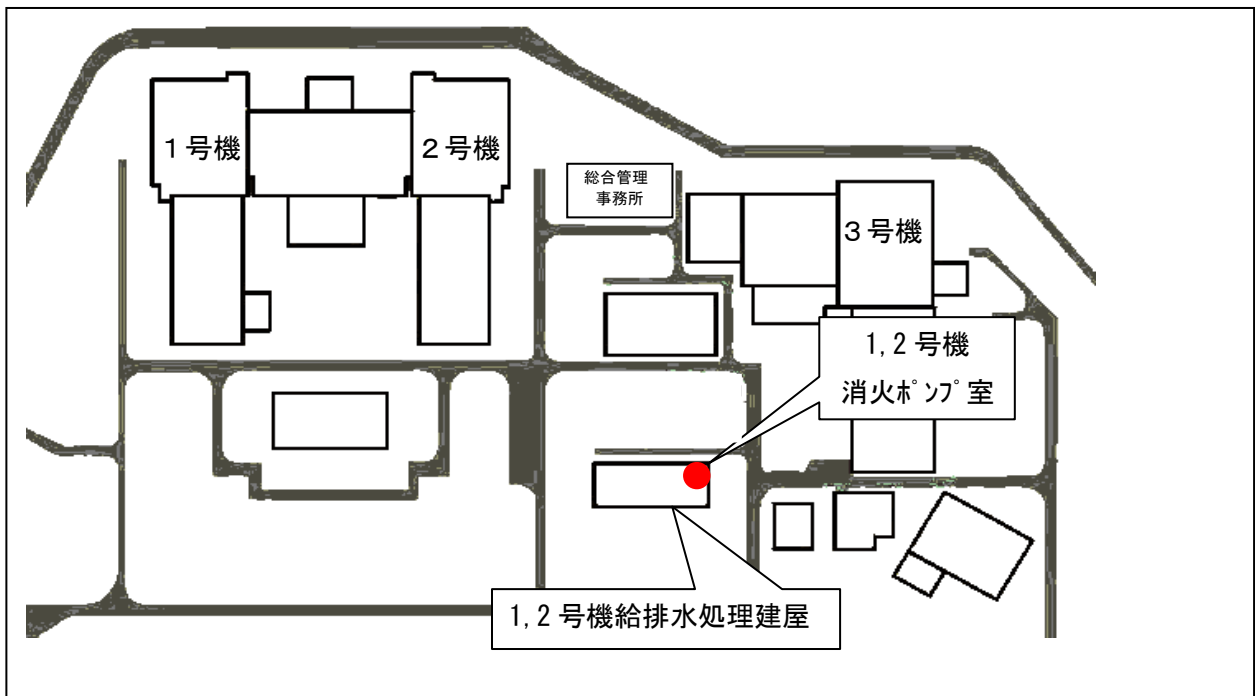 １号機
２号機
総合管理
事務所
３号機
1,2 号機
消火ﾎﾟﾝﾌﾟ室
1,2 号機給排水処理建屋